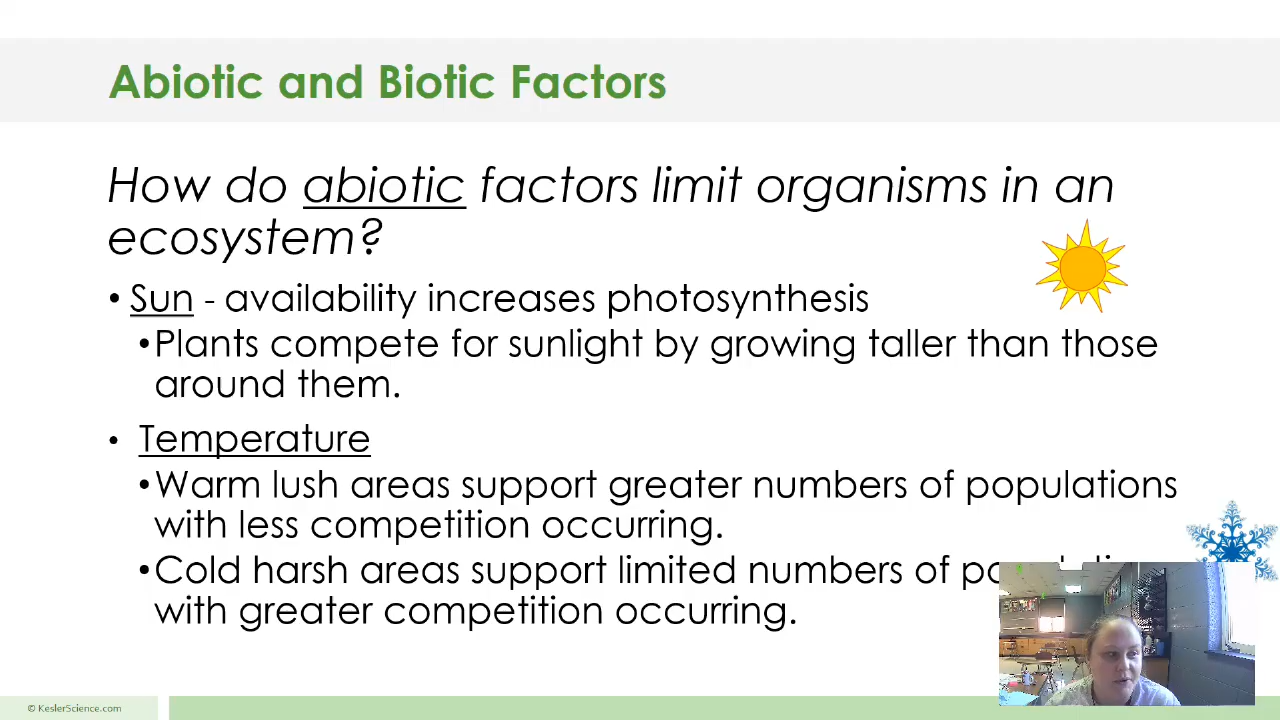 Abiotic and Biotic Factors
How do abiotic factors limit organisms in an
ecosystem?
• Sun - availability increases photosynthesis
•Plants compete for sunlight by growing taller than those
around them.
• Temperature
•Warm lush areas support greater numbers of populations
with less competition occurring.
•Cold harsh areas support limited numbers of
with greater competition occurring.
© KeslerScience.com